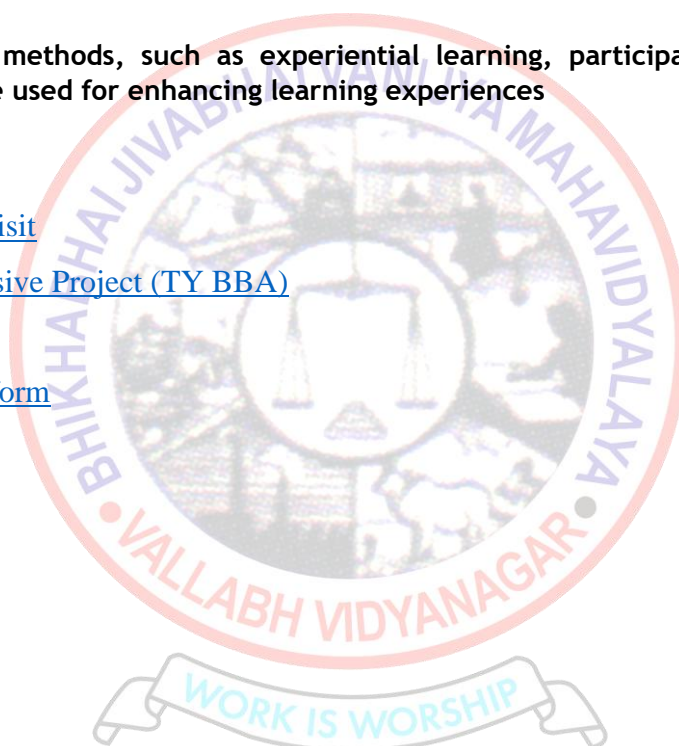 methods, such as experiential learning, participa
e used for enhancing learning experiences
isit
sive Project (TY BBA)
form
BHIKHABHAI JIVABHAI VANIJYA MAHAVIDYALAYA
VALLABH VIDYANAGAR
WORK IS WORSHIP